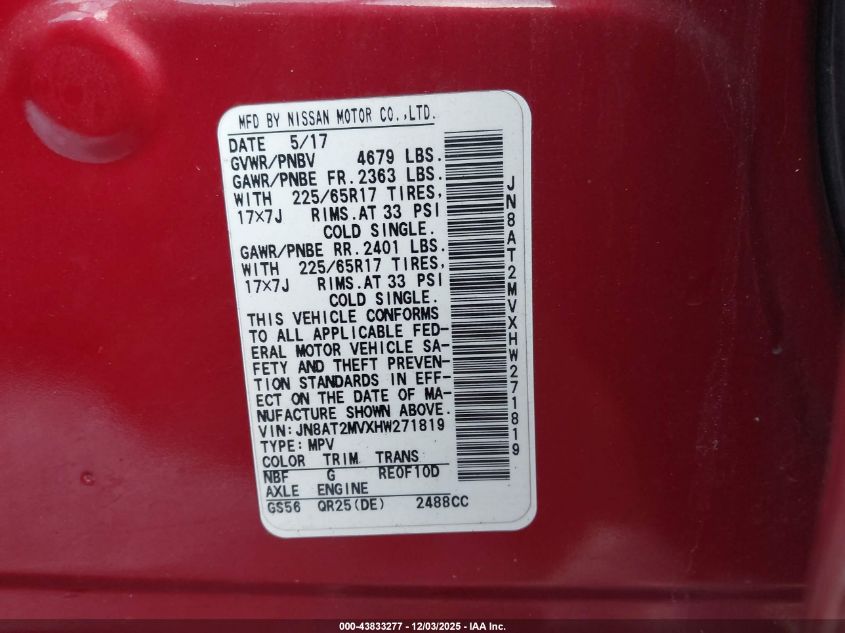 MFD BY NISSAN MOTOR CO.,LTD.
DATE 5/17
GVWR/PNBV 4679 LBS.
GAWR/PNBE FR.2363 LBS.
WITH 225/65R17 TIRES,
17×7J RIMS.AT 33 PSI
COLD SINGLE.
GAWR/PNBE RR.2401 LBS.
WITH 225/65R17 TIRES,
17×7J RIMS.AT 33 PSI
COLD SINGLE.
THIS VEHICLE CONFORMS
TO ALL APPLICABLE FED-
ERAL MOTOR VEHICLE SA-
FETY AND THEFT PREVEN-
TION STANDARDS IN EFF-
ECT ON THE DATE OF MA-
NUFACTURE SHOWN ABOVE.
VIN:JN8AT2MVXHW271819
TYPE:MPV
COLOR TRIM TRANS
NBF G RE0F10D
AXLE ENGINE
GS56 QR25(DE) 2488CC
JN8AT2MVXHW271819
000-43833277 - 12/03/2025 - IAA Inc.